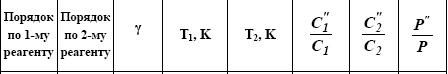 Порядок по 1-му реагенту
Порядок по 2-му реагенту
γ
T₁, K
T₂, K
C₁″/C₁
C₂″/C₂
P″/P